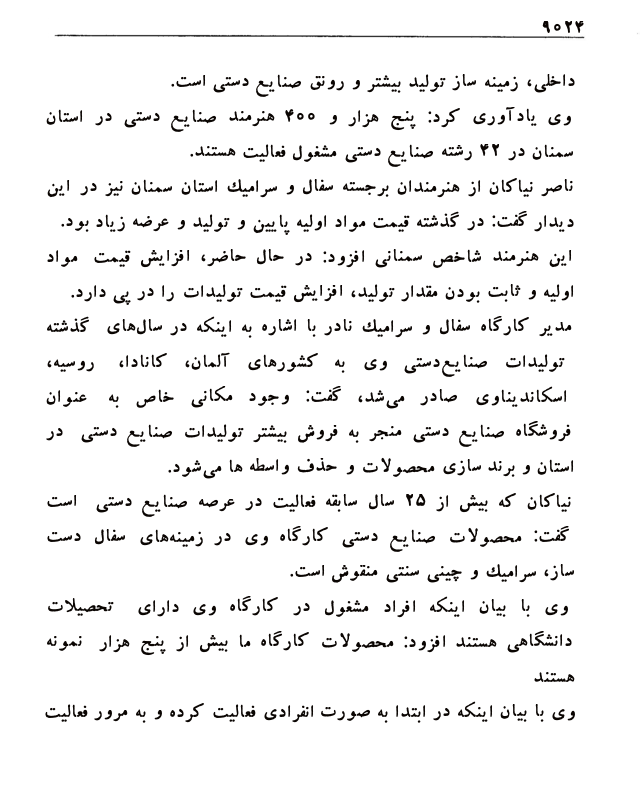 ۹۰۲۴
داخلی، زمینه ساز تولید بیشتر و رونق صنایع دستی است.
وی یادآوری کرد: پنج هزار و ۴۰۰ هنرمند صنایع دستی در استان
سمنان در ۴۲ رشته صنایع دستی مشغول فعالیت هستند.
ناصر نیاکان از هنرمندان برجسته سفال و سرامیك استان سمنان نیز در این
دیدار گفت: در گذشته قیمت مواد اولیه پایین و تولید و عرضه زیاد بود.
این هنرمند شاخص سمنانی افزود: در حال حاضر، افزایش قیمت مواد
اولیه و ثابت بودن مقدار تولید، افزایش قیمت تولیدات را در پی دارد.
مدیر کارگاه سفال و سرامیك نادر با اشاره به اینکه در سال‌های گذشته
تولیدات صنایع‌دستی وی به کشورهای آلمان، کانادا، روسیه،
اسکاندیناوی صادر می‌شد، گفت: وجود مکانی خاص به عنوان
فروشگاه صنایع دستی منجر به فروش بیشتر تولیدات صنایع دستی در
استان و برند سازی محصولات و حذف واسطه ها می‌شود.
نیاکان که بیش از ۲۵ سال سابقه فعالیت در عرصه صنایع دستی است
گفت: محصولات صنایع دستی کارگاه وی در زمینه‌های سفال دست
ساز، سرامیك و چینی سنتی منقوش است.
وی با بیان اینکه افراد مشغول در کارگاه وی دارای تحصیلات
دانشگاهی هستند افزود: محصولات کارگاه ما بیش از پنج هزار نمونه
هستند
وی با بیان اینکه در ابتدا به صورت انفرادی فعالیت کرده و به مرور فعالیت